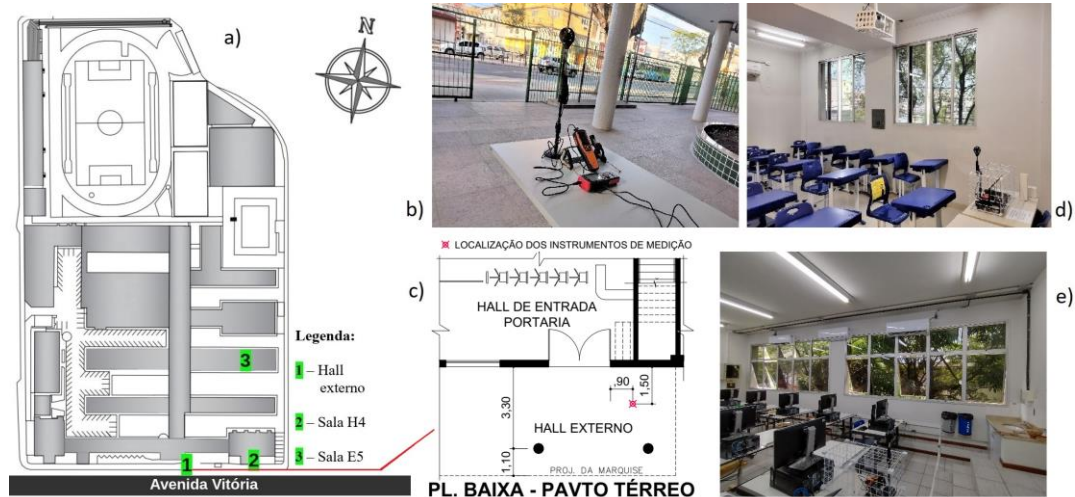 a)
N
3
Legenda:
1 – Hall
externo
2 – Sala H4
3 – Sala E5
1
2
Avenida Vitória
b)
d)
c)
LOCALIZAÇÃO DOS INSTRUMENTOS DE MEDIÇÃO
HALL DE ENTRADA
PORTARIA
,90
1,50
3,30
HALL EXTERNO
1,10
PROJ. DA MARQUISE
PL. BAIXA - PAVTO TÉRREO
e)